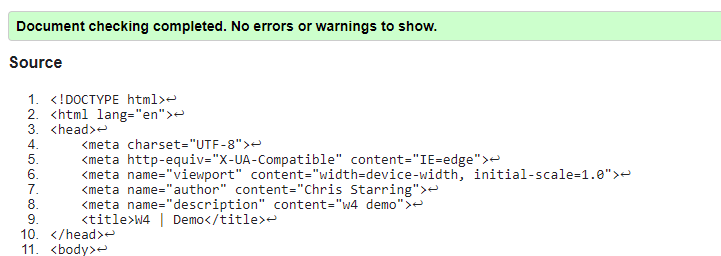 Document checking completed. No errors or warnings to show.
Source
1. <!DOCTYPE html>↩
2. <html lang="en">↩
3. <head>↩
4.     <meta charset="UTF-8">↩
5.     <meta http-equiv="X-UA-Compatible" content="IE=edge">↩
6.     <meta name="viewport" content="width=device-width, initial-scale=1.0">↩
7.     <meta name="author" content="Chris Starring">↩
8.     <meta name="description" content="w4 demo">↩
9.     <title>W4 | Demo</title>↩
10. </head>↩
11. <body>↩